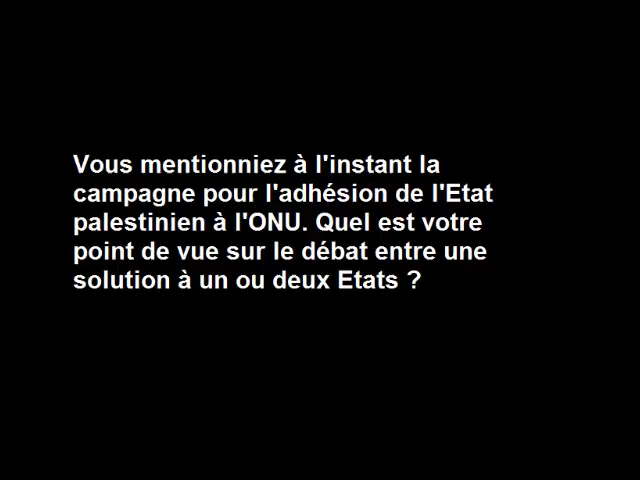 Vous mentionniez à l'instant la
campagne pour l'adhésion de l'Etat
palestinien à l'ONU. Quel est votre
point de vue sur le débat entre une
solution à un ou deux Etats ?